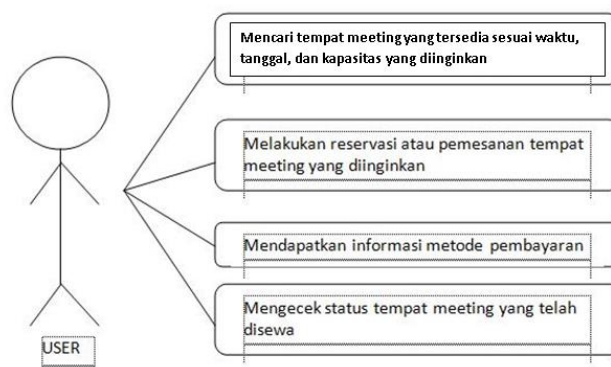 Mencari tempat meeting yang tersedia sesuai waktu,
tanggal, dan kapasitas yang diinginkan
Melakukan reservasi atau pemesanan tempat
meeting yang diinginkan
Mendapatkan informasi metode pembayaran
Mengecek status tempat meeting yang telah
disewa
USER